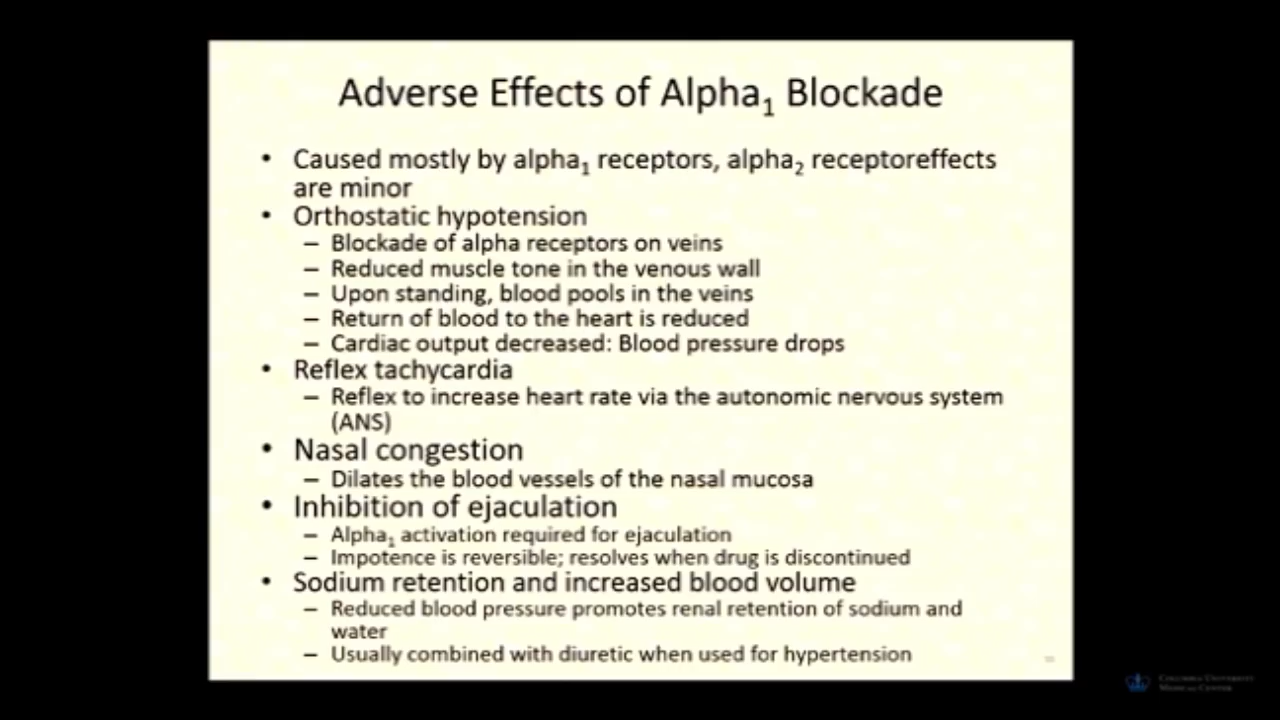 Adverse Effects of Alpha₁ Blockade
• Caused mostly by alpha₁ receptors, alpha₂ receptoreffects
are minor
• Orthostatic hypotension
– Blockade of alpha receptors on veins
– Reduced muscle tone in the venous wall
– Upon standing, blood pools in the veins
– Return of blood to the heart is reduced
– Cardiac output decreased: Blood pressure drops
• Reflex tachycardia
– Reflex to increase heart rate via the autonomic nervous system
(ANS)
• Nasal congestion
– Dilates the blood vessels of the nasal mucosa
• Inhibition of ejaculation
– Alpha₁ activation required for ejaculation
– Impotence is reversible; resolves when drug is discontinued
• Sodium retention and increased blood volume
– Reduced blood pressure promotes renal retention of sodium and
water
– Usually combined with diuretic when used for hypertension
Columbia University
Medical Center